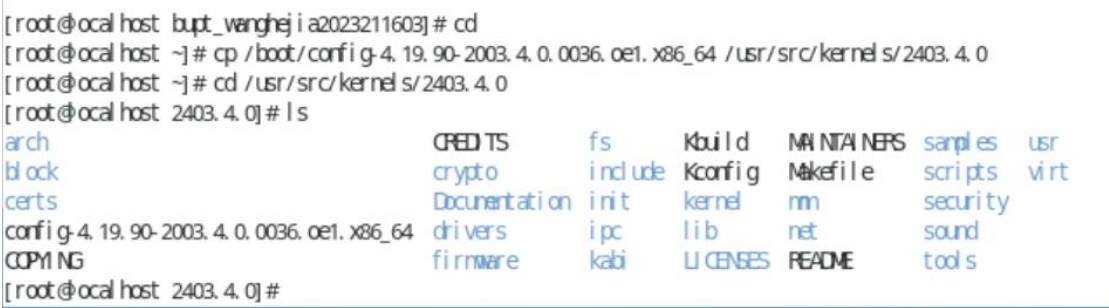 [root@localhost bupt_wanghejia2023211603]# cd
[root@localhost ~]# cp /boot/config-4.19.90-2003.4.0.0036.oe1.x86_64 /usr/src/kernels/2403.4.0
[root@localhost ~]# cd /usr/src/kernels/2403.4.0
[root@localhost 2403.4.0]# ls
arch CREDITS fs Kbuild MAINTAINERS samples usr
block crypto include Kconfig Makefile scripts virt
certs Documentation init kernel mm security
config-4.19.90-2003.4.0.0036.oe1.x86_64 drivers ipc lib net sound
COPYING firmware kabi LICENSES README tools
[root@localhost 2403.4.0]#